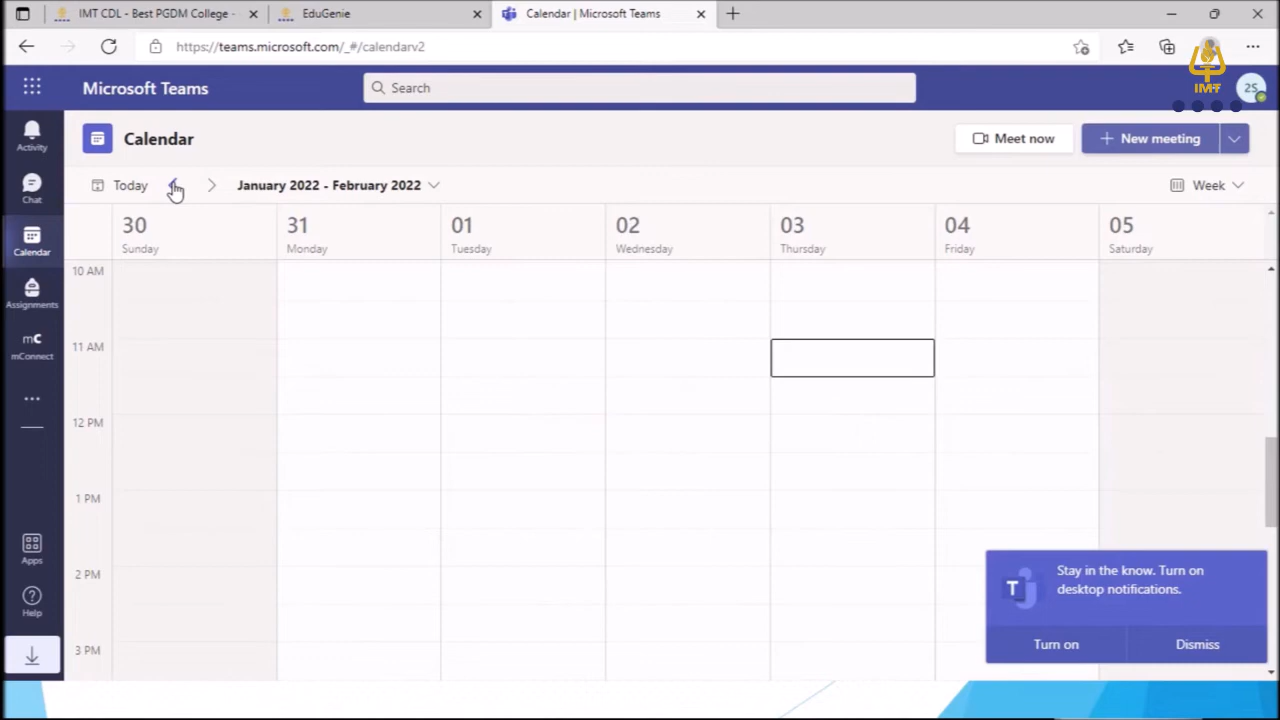 IMT CDL - Best PGDM College -
EduGenie
Calendar | Microsoft Teams
https://teams.microsoft.com/_#/calendarv2
IMT
Microsoft Teams
Search
2S
Activity
Chat
Calendar
Assignments
mC
mConnect
Apps
Help
Calendar
Meet now
New meeting
Today
January 2022 - February 2022
Week
30
Sunday
31
Monday
01
Tuesday
02
Wednesday
03
Thursday
04
Friday
05
Saturday
10 AM
11 AM
12 PM
1 PM
2 PM
3 PM
T
Stay in the know. Turn on
desktop notifications.
Turn on
Dismiss